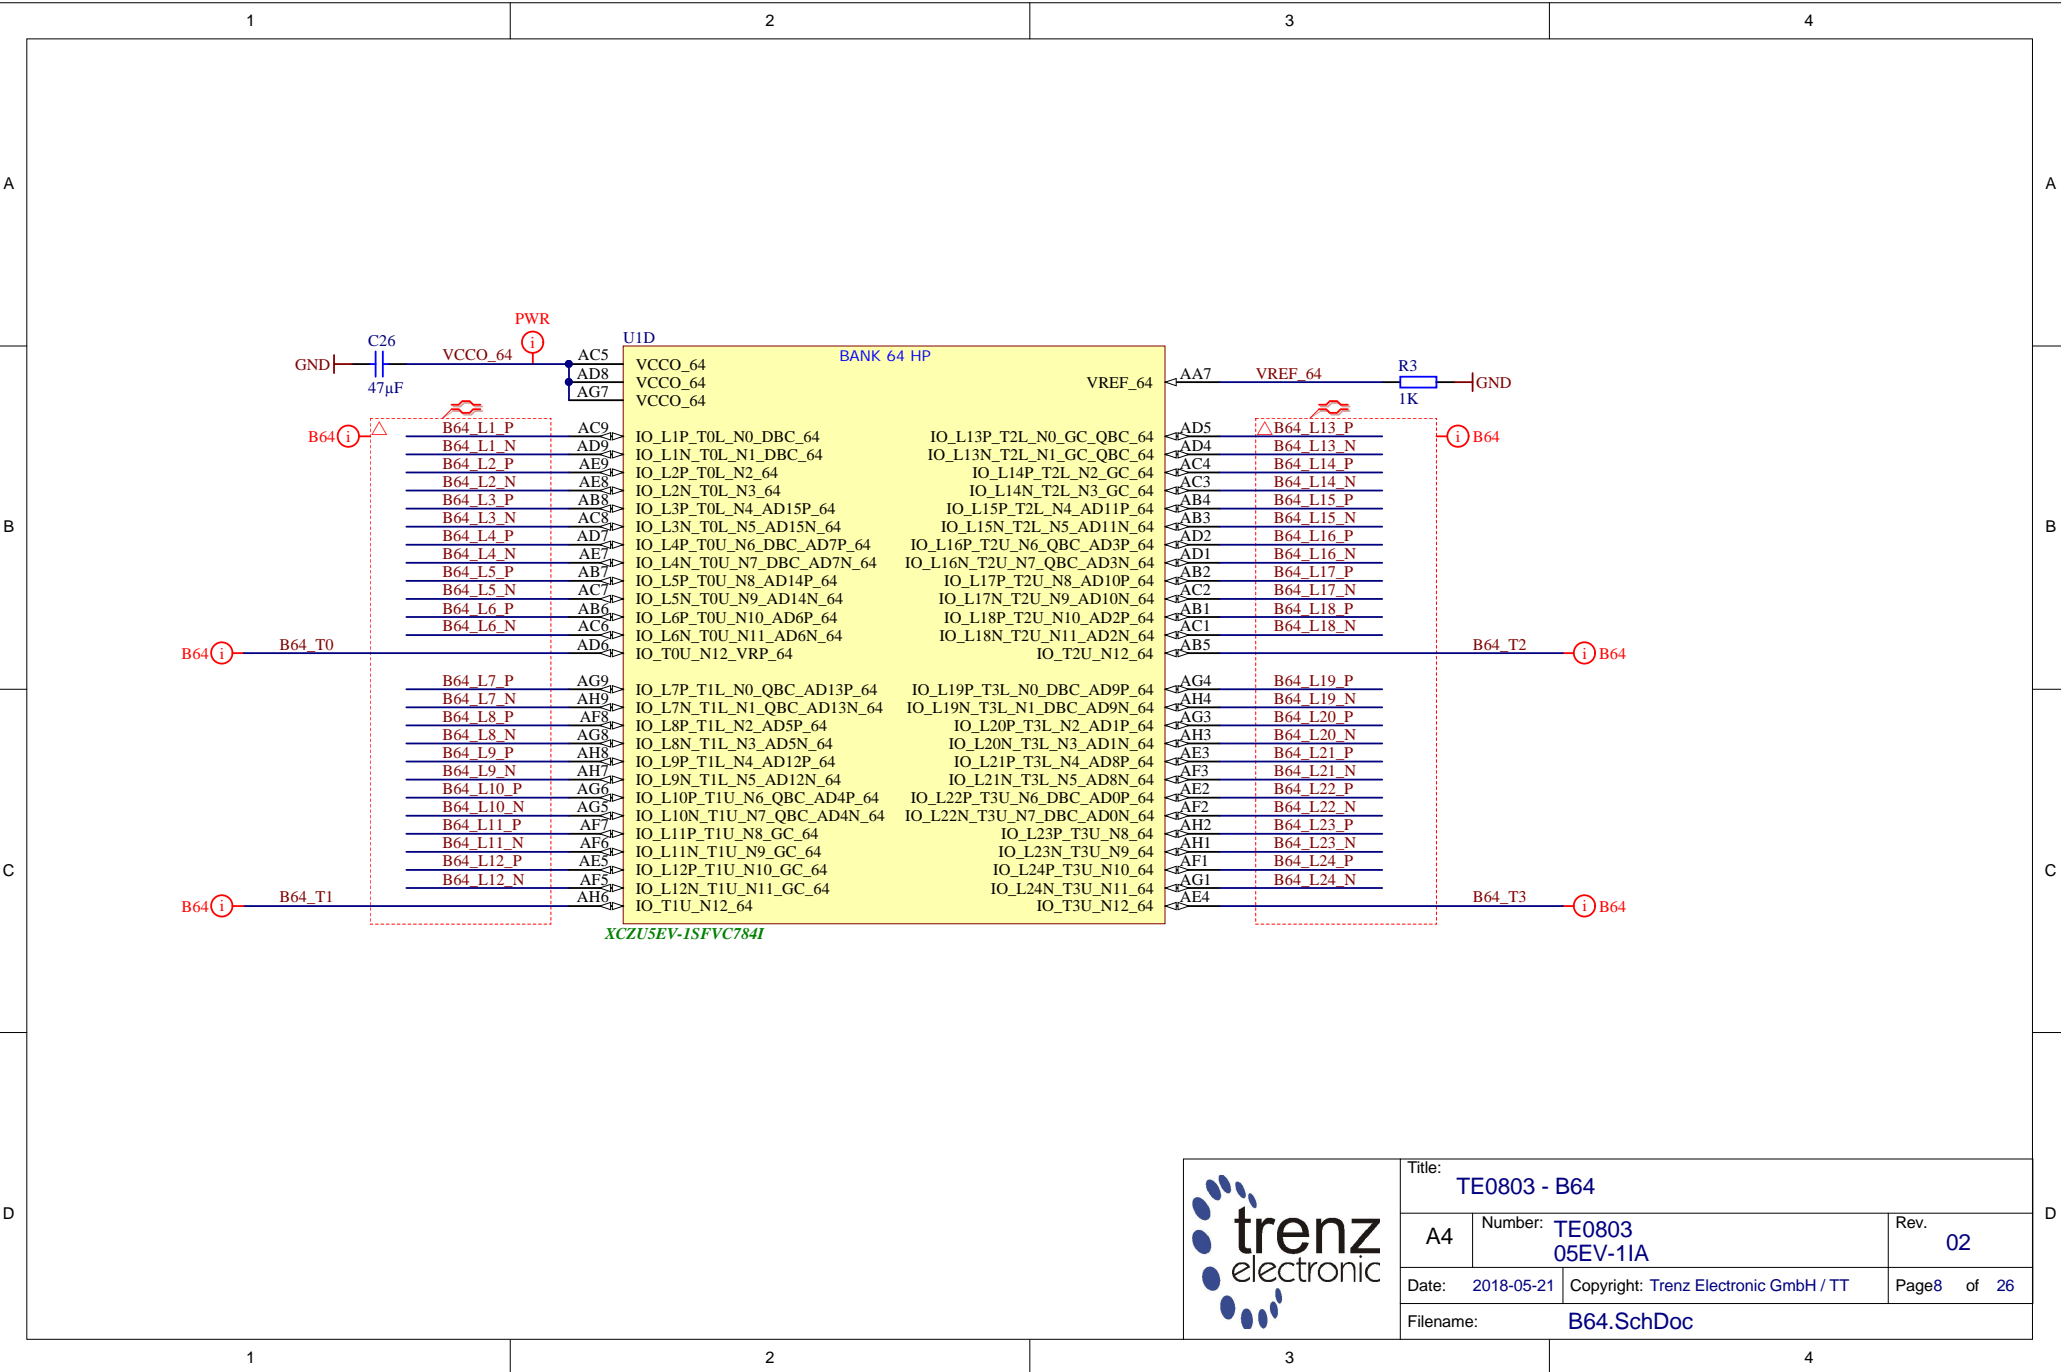 1 2 3 4
A A
PWR
C26 U1D
GND VCCO_64 AC5 VCCO_64 BANK 64 HP R3
47µF AD8 VCCO_64 VREF_64 AA7 VREF_64 GND
AG7 VCCO_64 1K
B64 B64_L1_P AC9 IO_L1P_T0L_N0_DBC_64 IO_L13P_T2L_N0_GC_QBC_64 AD5 B64_L13_P B64
B64_L1_N AD9 IO_L1N_T0L_N1_DBC_64 IO_L13N_T2L_N1_GC_QBC_64 AD4 B64_L13_N
B64_L2_P AE9 IO_L2P_T0L_N2_64 IO_L14P_T2L_N2_GC_64 AC4 B64_L14_P
B64_L2_N AE8 IO_L2N_T0L_N3_64 IO_L14N_T2L_N3_GC_64 AC3 B64_L14_N
B64_L3_P AB8 IO_L3P_T0L_N4_AD15P_64 IO_L15P_T2L_N4_AD11P_64 AB4 B64_L15_P
B B64_L3_N AC8 IO_L3N_T0L_N5_AD15N_64 IO_L15N_T2L_N5_AD11N_64 AB3 B64_L15_N B
B64_L4_P AD7 IO_L4P_T0U_N6_DBC_AD7P_64 IO_L16P_T2U_N6_QBC_AD3P_64 AD2 B64_L16_P
B64_L4_N AE7 IO_L4N_T0U_N7_DBC_AD7N_64 IO_L16N_T2U_N7_QBC_AD3N_64 AD1 B64_L16_N
B64_L5_P AB7 IO_L5P_T0U_N8_AD14P_64 IO_L17P_T2U_N8_AD10P_64 AB2 B64_L17_P
B64_L5_N AC7 IO_L5N_T0U_N9_AD14N_64 IO_L17N_T2U_N9_AD10N_64 AC2 B64_L17_N
B64_L6_P AB6 IO_L6P_T0U_N10_AD6P_64 IO_L18P_T2U_N10_AD2P_64 AB1 B64_L18_P
B64_L6_N AC6 IO_L6N_T0U_N11_AD6N_64 IO_L18N_T2U_N11_AD2N_64 AC1 B64_L18_N
B64 B64_T0 AD6 IO_T0U_N12_VRP_64 IO_T2U_N12_64 AB5 B64_T2 B64
B64_L7_P AG9 IO_L7P_T1L_N0_QBC_AD13P_64 IO_L19P_T3L_N0_DBC_AD9P_64 AG4 B64_L19_P
B64_L7_N AH9 IO_L7N_T1L_N1_QBC_AD13N_64 IO_L19N_T3L_N1_DBC_AD9N_64 AH4 B64_L19_N
B64_L8_P AF8 IO_L8P_T1L_N2_AD5P_64 IO_L20P_T3L_N2_AD1P_64 AG3 B64_L20_P
B64_L8_N AG8 IO_L8N_T1L_N3_AD5N_64 IO_L20N_T3L_N3_AD1N_64 AH3 B64_L20_N
B64_L9_P AH8 IO_L9P_T1L_N4_AD12P_64 IO_L21P_T3L_N4_AD8P_64 AE3 B64_L21_P
B64_L9_N AH7 IO_L9N_T1L_N5_AD12N_64 IO_L21N_T3L_N5_AD8N_64 AF3 B64_L21_N
B64_L10_P AG6 IO_L10P_T1U_N6_QBC_AD4P_64 IO_L22P_T3U_N6_DBC_AD0P_64 AE2 B64_L22_P
B64_L10_N AG5 IO_L10N_T1U_N7_QBC_AD4N_64 IO_L22N_T3U_N7_DBC_AD0N_64 AF2 B64_L22_N
B64_L11_P AF7 IO_L11P_T1U_N8_GC_64 IO_L23P_T3U_N8_64 AH2 B64_L23_P
B64_L11_N AF6 IO_L11N_T1U_N9_GC_64 IO_L23N_T3U_N9_64 AH1 B64_L23_N
C B64_L12_P AE5 IO_L12P_T1U_N10_GC_64 IO_L24P_T3U_N10_64 AF1 B64_L24_P C
B64_L12_N AF5 IO_L12N_T1U_N11_GC_64 IO_L24N_T3U_N11_64 AG1 B64_L24_N
B64 B64_T1 AH6 IO_T1U_N12_64 IO_T3U_N12_64 AE4 B64_T3 B64
XCZU5EV-1SFVC784I
D D
trenz
electronic
Title:
TE0803 - B64
A4 Number: TE0803 Rev. 02
05EV-1IA
Date: 2018-05-21 Copyright: Trenz Electronic GmbH / TT Page8 of 26
Filename: B64.SchDoc
1 2 3 4